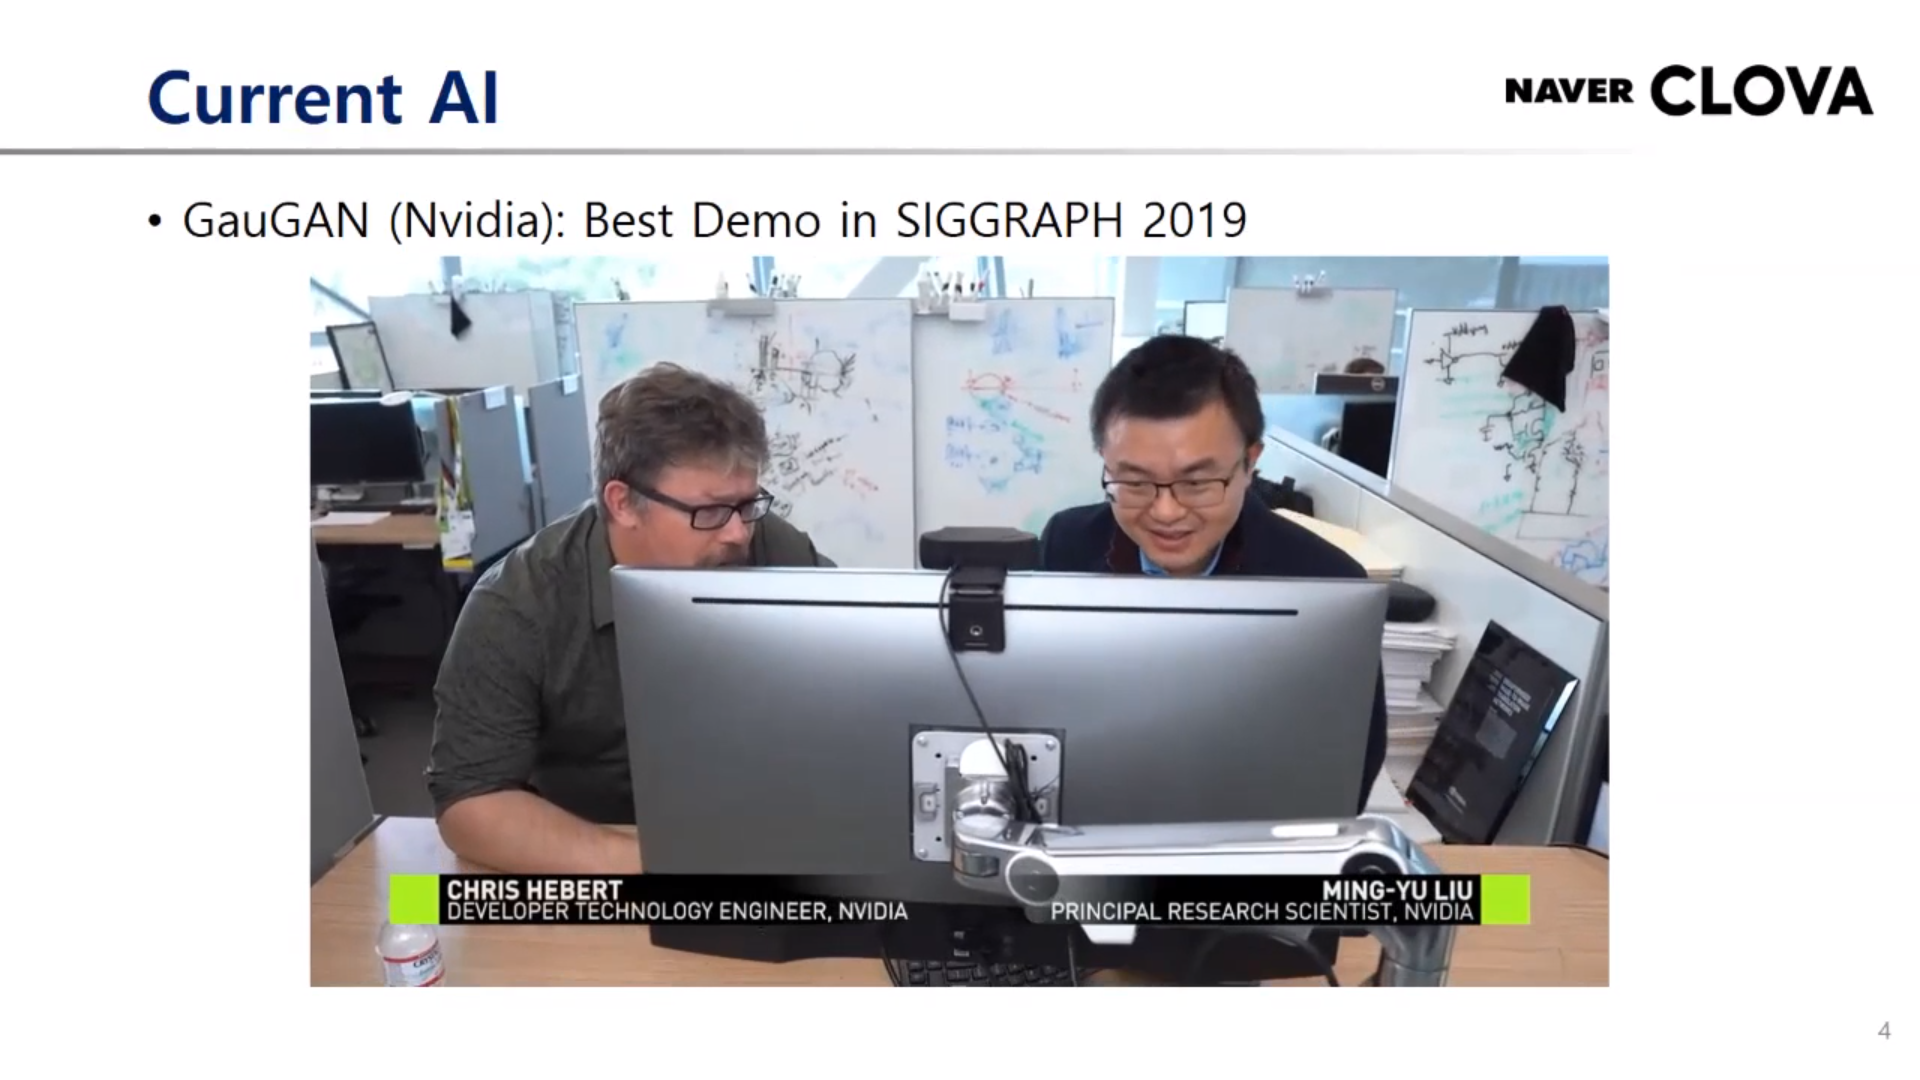 Current AI
NAVER CLOVA
• GauGAN (Nvidia): Best Demo in SIGGRAPH 2019
CHRIS HEBERT
DEVELOPER TECHNOLOGY ENGINEER, NVIDIA
MING-YU LIU
PRINCIPAL RESEARCH SCIENTIST, NVIDIA
4